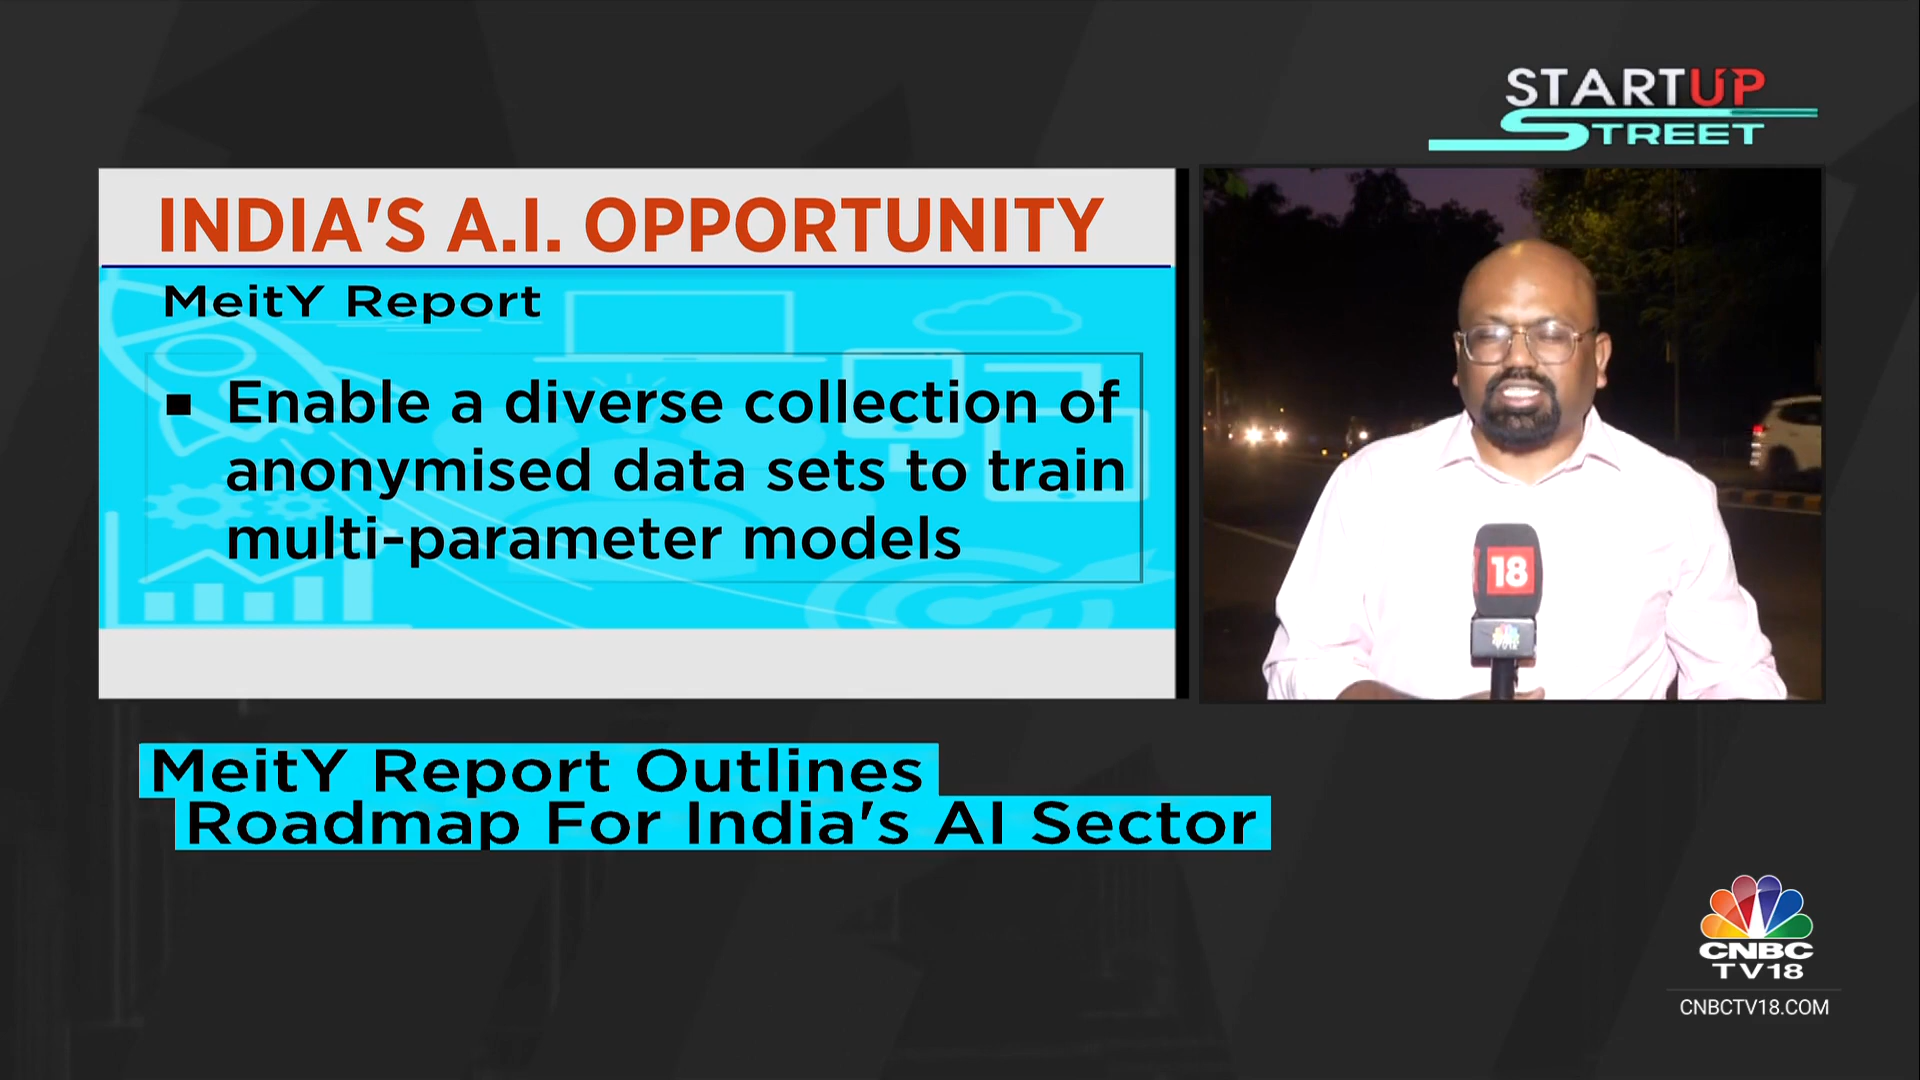 STARTUP
STREET
INDIA'S A.I. OPPORTUNITY
MeitY Report
▪ Enable a diverse collection of
anonymised data sets to train
multi-parameter models
18
MeitY Report Outlines
Roadmap For India's AI Sector
CNBC
TV18
CNBCTV18.COM